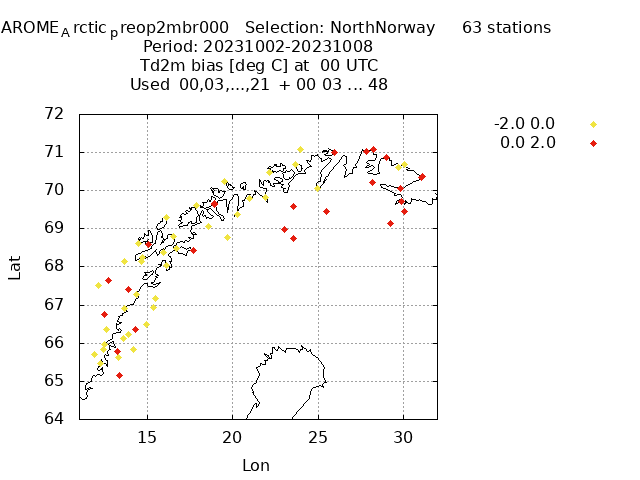 AROME_Arctic_preop2mbr000 Selection: NorthNorway 63 stations
Period: 20231002-20231008
Td2m bias [deg C] at 00 UTC
Used 00,03,...,21 + 00 03 ... 48
-2.0 0.0
0.0 2.0
72
71
70
69
68
67
66
65
64
Lat
15 20 25 30
Lon